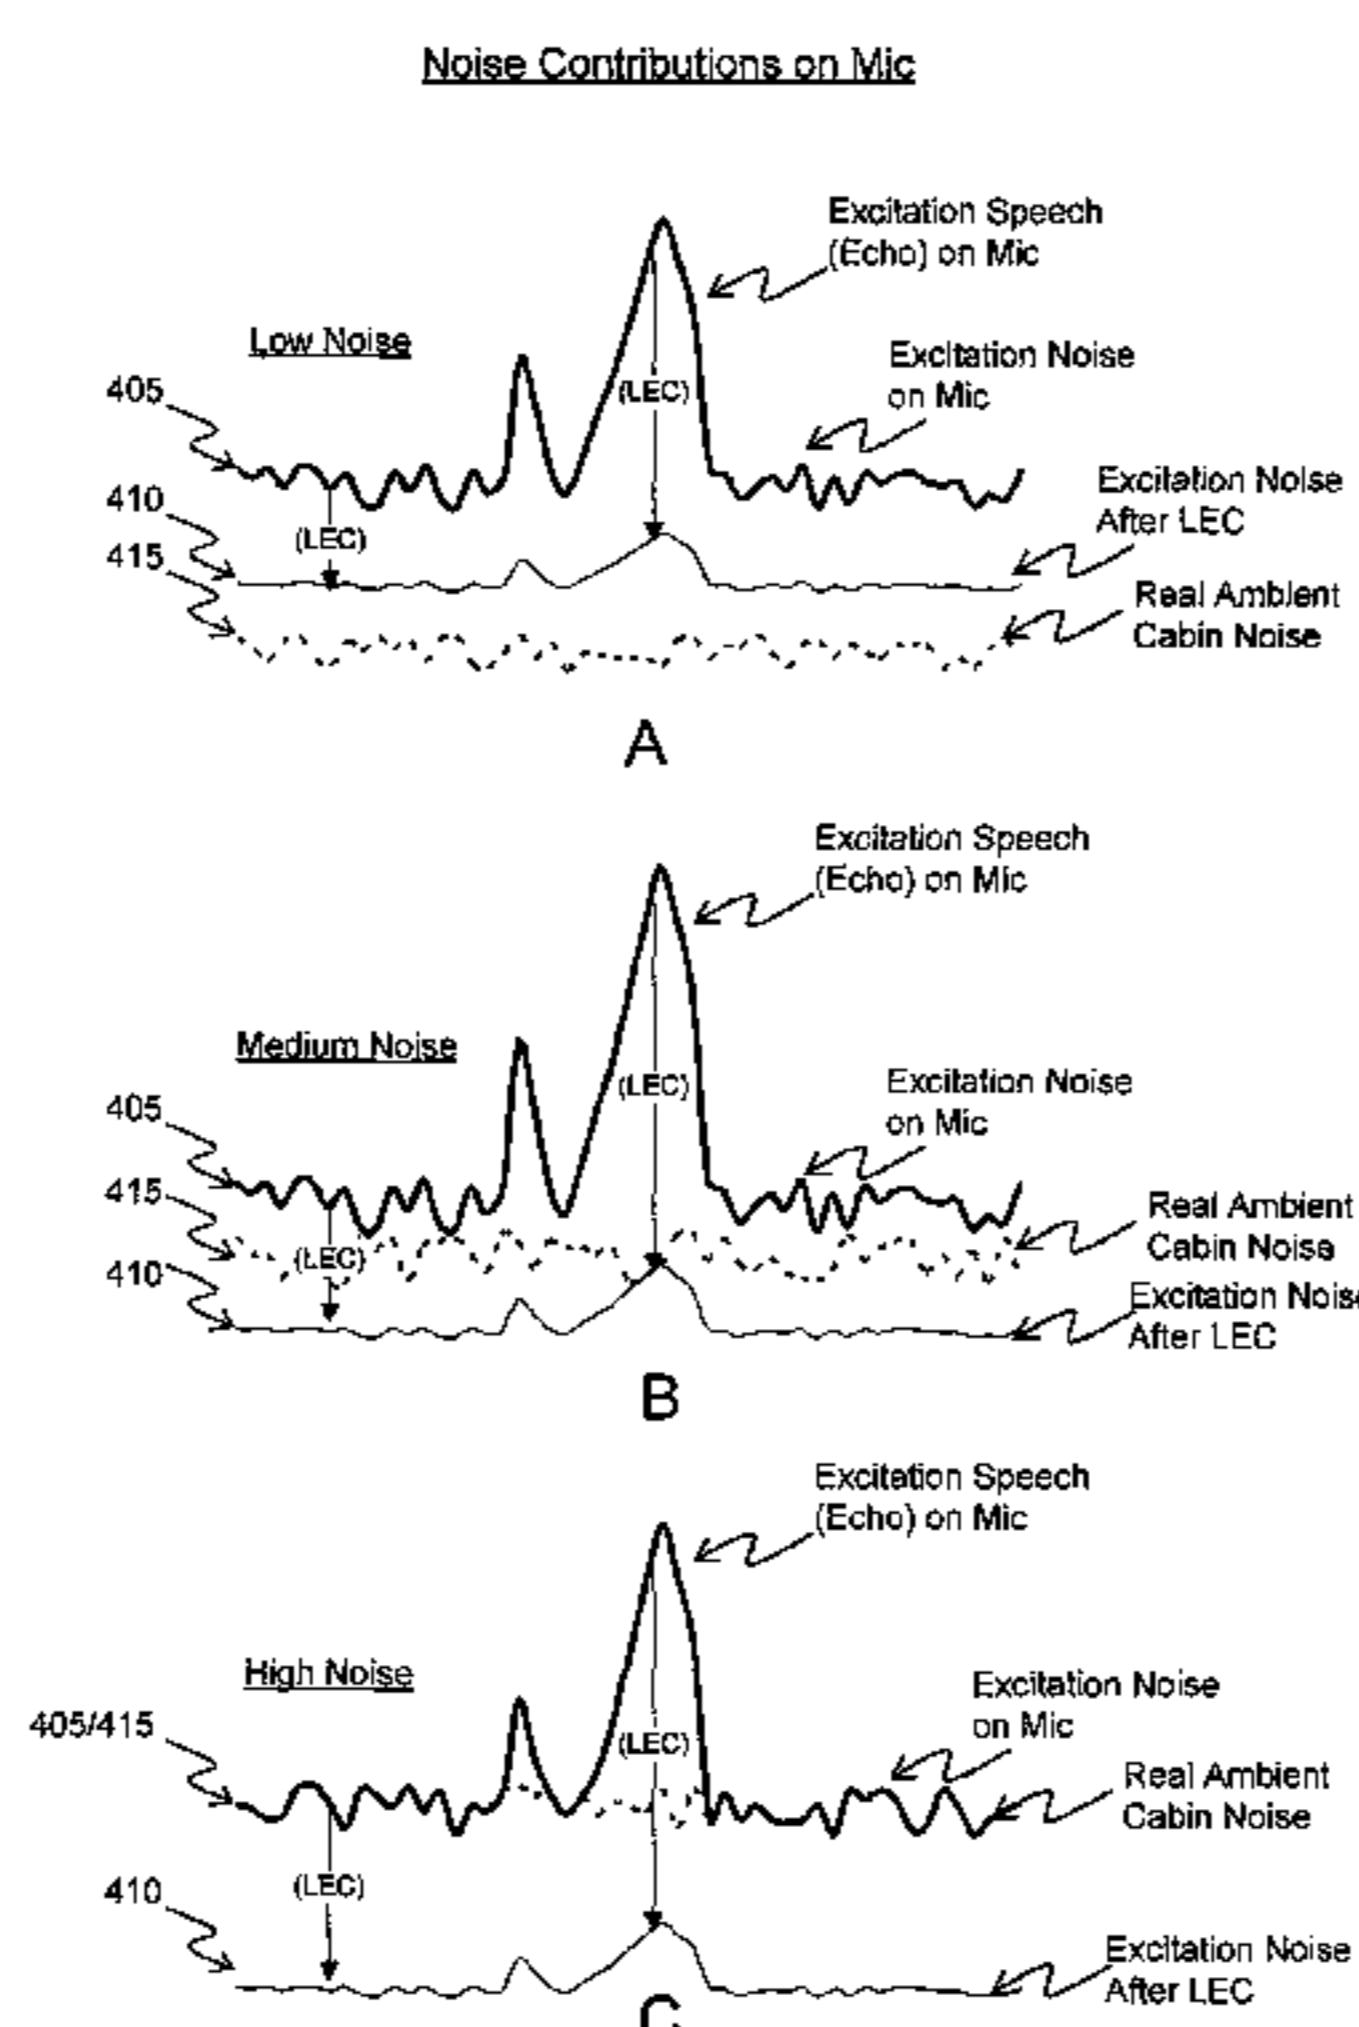 Noise Contributions on Mic
Excitation Speech
(Echo) on Mic
Low Noise
(LEC)
Excitation Noise
on Mic
405
410
(LEC)
415
Excitation Noise
After LEC
Real Ambient
Cabin Noise
A
Excitation Speech
(Echo) on Mic
Medium Noise
(LEC)
Excitation Noise
on Mic
405
415
(LEC)
410
Real Ambient
Cabin Noise
Excitation Noise
After LEC
B
Excitation Speech
(Echo) on Mic
High Noise
(LEC)
Excitation Noise
on Mic
405/415
Real Ambient
Cabin Noise
(LEC)
410
Excitation Noise
After LEC
C